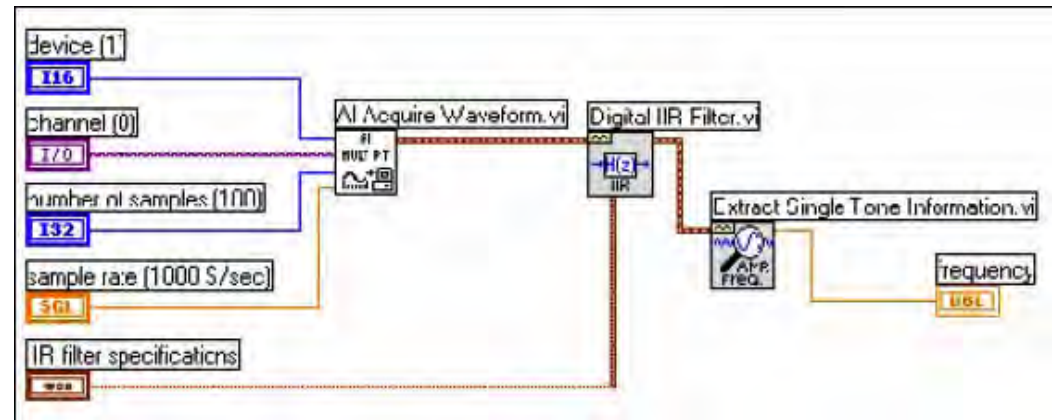 device (1)
I16
channel (0)
I/O
number of samples (100)
I32
sample rate (1000 S/sec)
SGL
IIR filter specifications
AI Acquire Waveform.vi
AI
MULT PT
Digital IIR Filter.vi
H(z)
IIR
Extract Single Tone Information.vi
AMP.
FREQ.
frequency
DBL